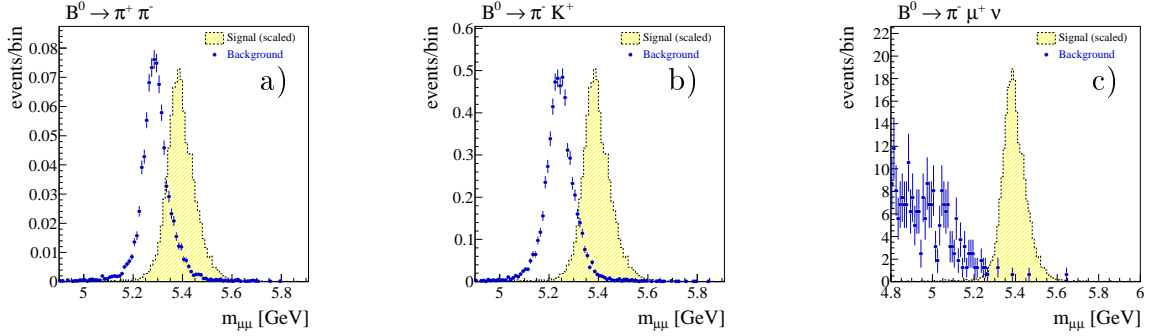 B⁰ → π⁺ π⁻
events/bin
0.08
0.07
0.06
0.05
0.04
0.03
0.02
0.01
0
Signal (scaled)
Background
a)
5 5.2 5.4 5.6 5.8
m_μμ [GeV]
B⁰ → π⁻ K⁺
events/bin
0.6
0.5
0.4
0.3
0.2
0.1
0
Signal (scaled)
Background
b)
5 5.2 5.4 5.6 5.8
m_μμ [GeV]
B⁰ → π⁻ μ⁺ ν
events/bin
22
20
18
16
14
12
10
8
6
4
2
0
Signal (scaled)
Background
c)
4.8 5 5.2 5.4 5.6 5.8 6
m_μμ [GeV]